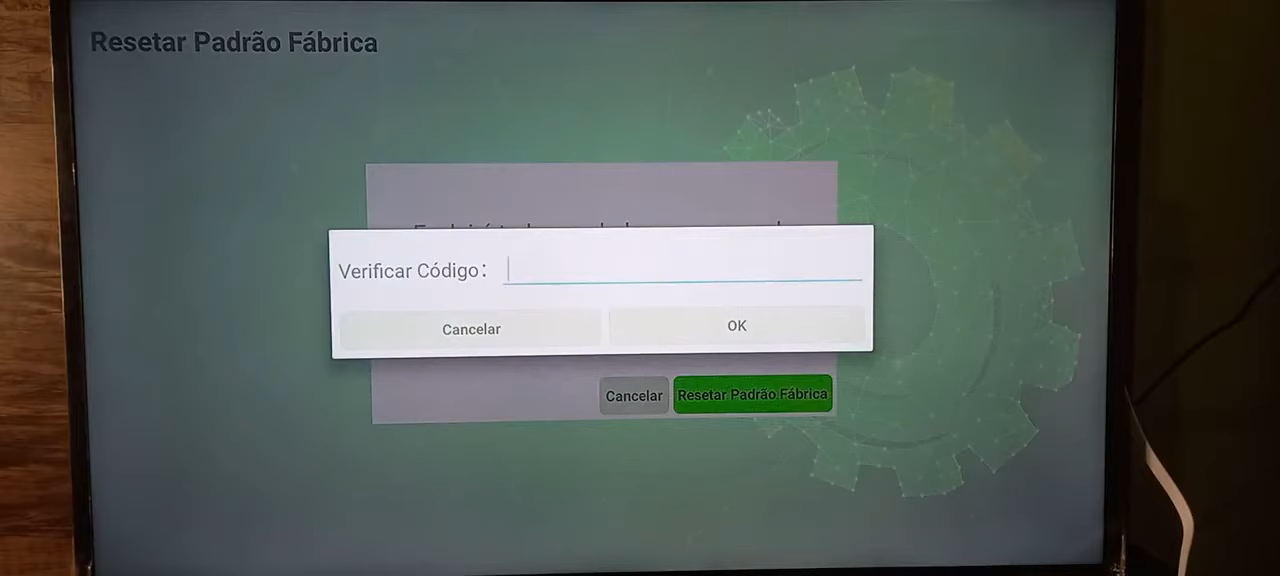 Resetar Padrão Fábrica
Verificar Código:
Cancelar
OK
Cancelar
Resetar Padrão Fábrica